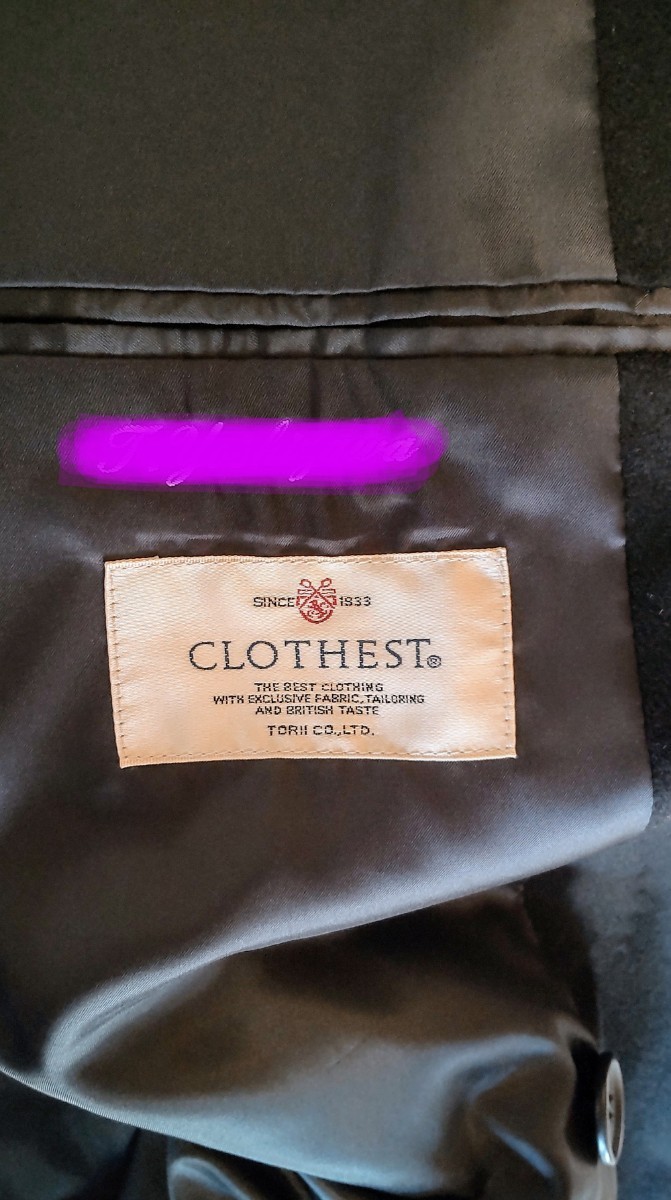 SINCE 1933
CLOTHEST®
THE BEST CLOTHING
WITH EXCLUSIVE FABRIC, TAILORING
AND BRITISH TASTE
TORII CO.,LTD.